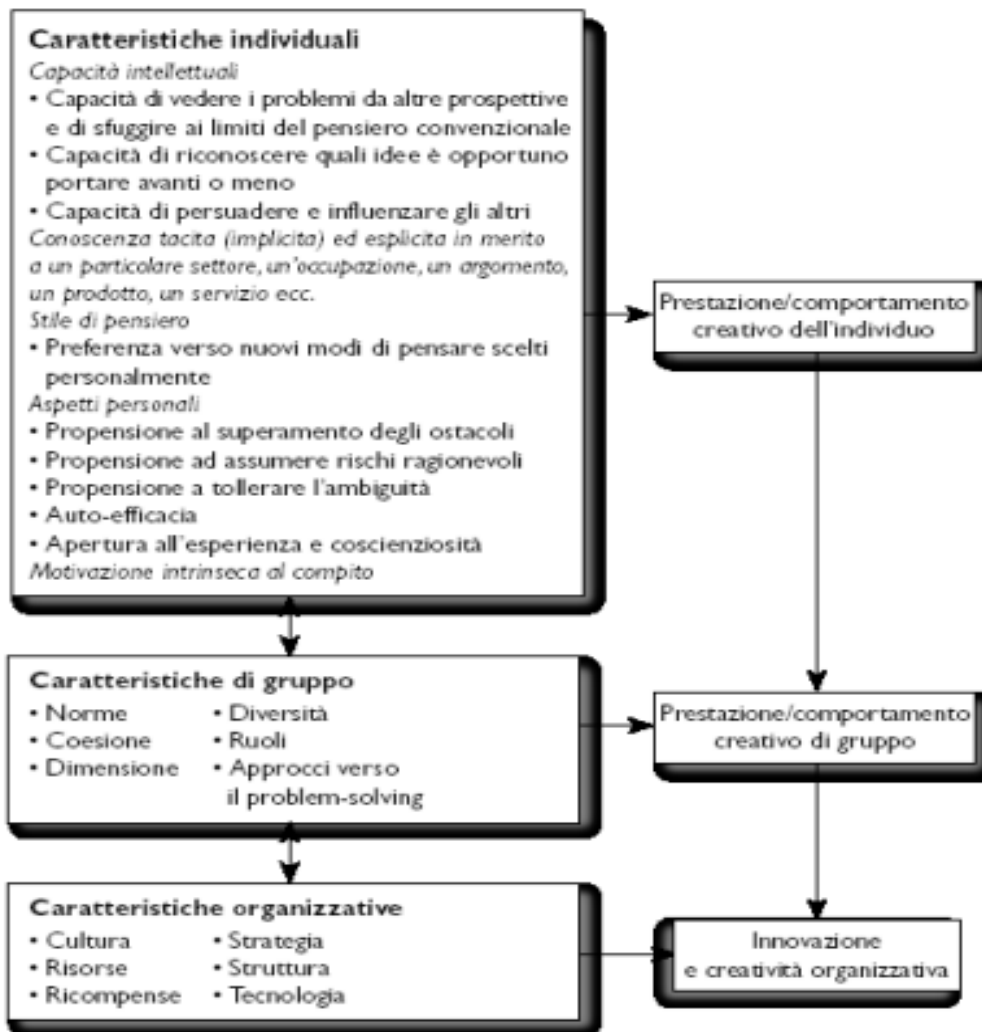 Caratteristiche individuali
Capacità intellettuali
• Capacità di vedere i problemi da altre prospettive
e di sfuggire ai limiti del pensiero convenzionale
• Capacità di riconoscere quali idee è opportuno
portare avanti o meno
• Capacità di persuadere e influenzare gli altri
Conoscenza tacita (implicita) ed esplicita in merito
a un particolare settore, un'occupazione, un argomento,
un prodotto, un servizio ecc.
Stile di pensiero
• Preferenza verso nuovi modi di pensare scelti
personalmente
Aspetti personali
• Propensione al superamento degli ostacoli
• Propensione ad assumere rischi ragionevoli
• Propensione a tollerare l'ambiguità
• Auto-efficacia
• Apertura all'esperienza e coscienziosità
Motivazione intrinseca al compito
Prestazione/comportamento
creativo dell'individuo
Caratteristiche di gruppo
• Norme
• Coesione
• Dimensione
• Diversità
• Ruoli
• Approcci verso
il problem-solving
Prestazione/comportamento
creativo di gruppo
Caratteristiche organizzative
• Cultura
• Risorse
• Ricompense
• Strategia
• Struttura
• Tecnologia
Innovazione
e creatività organizzativa